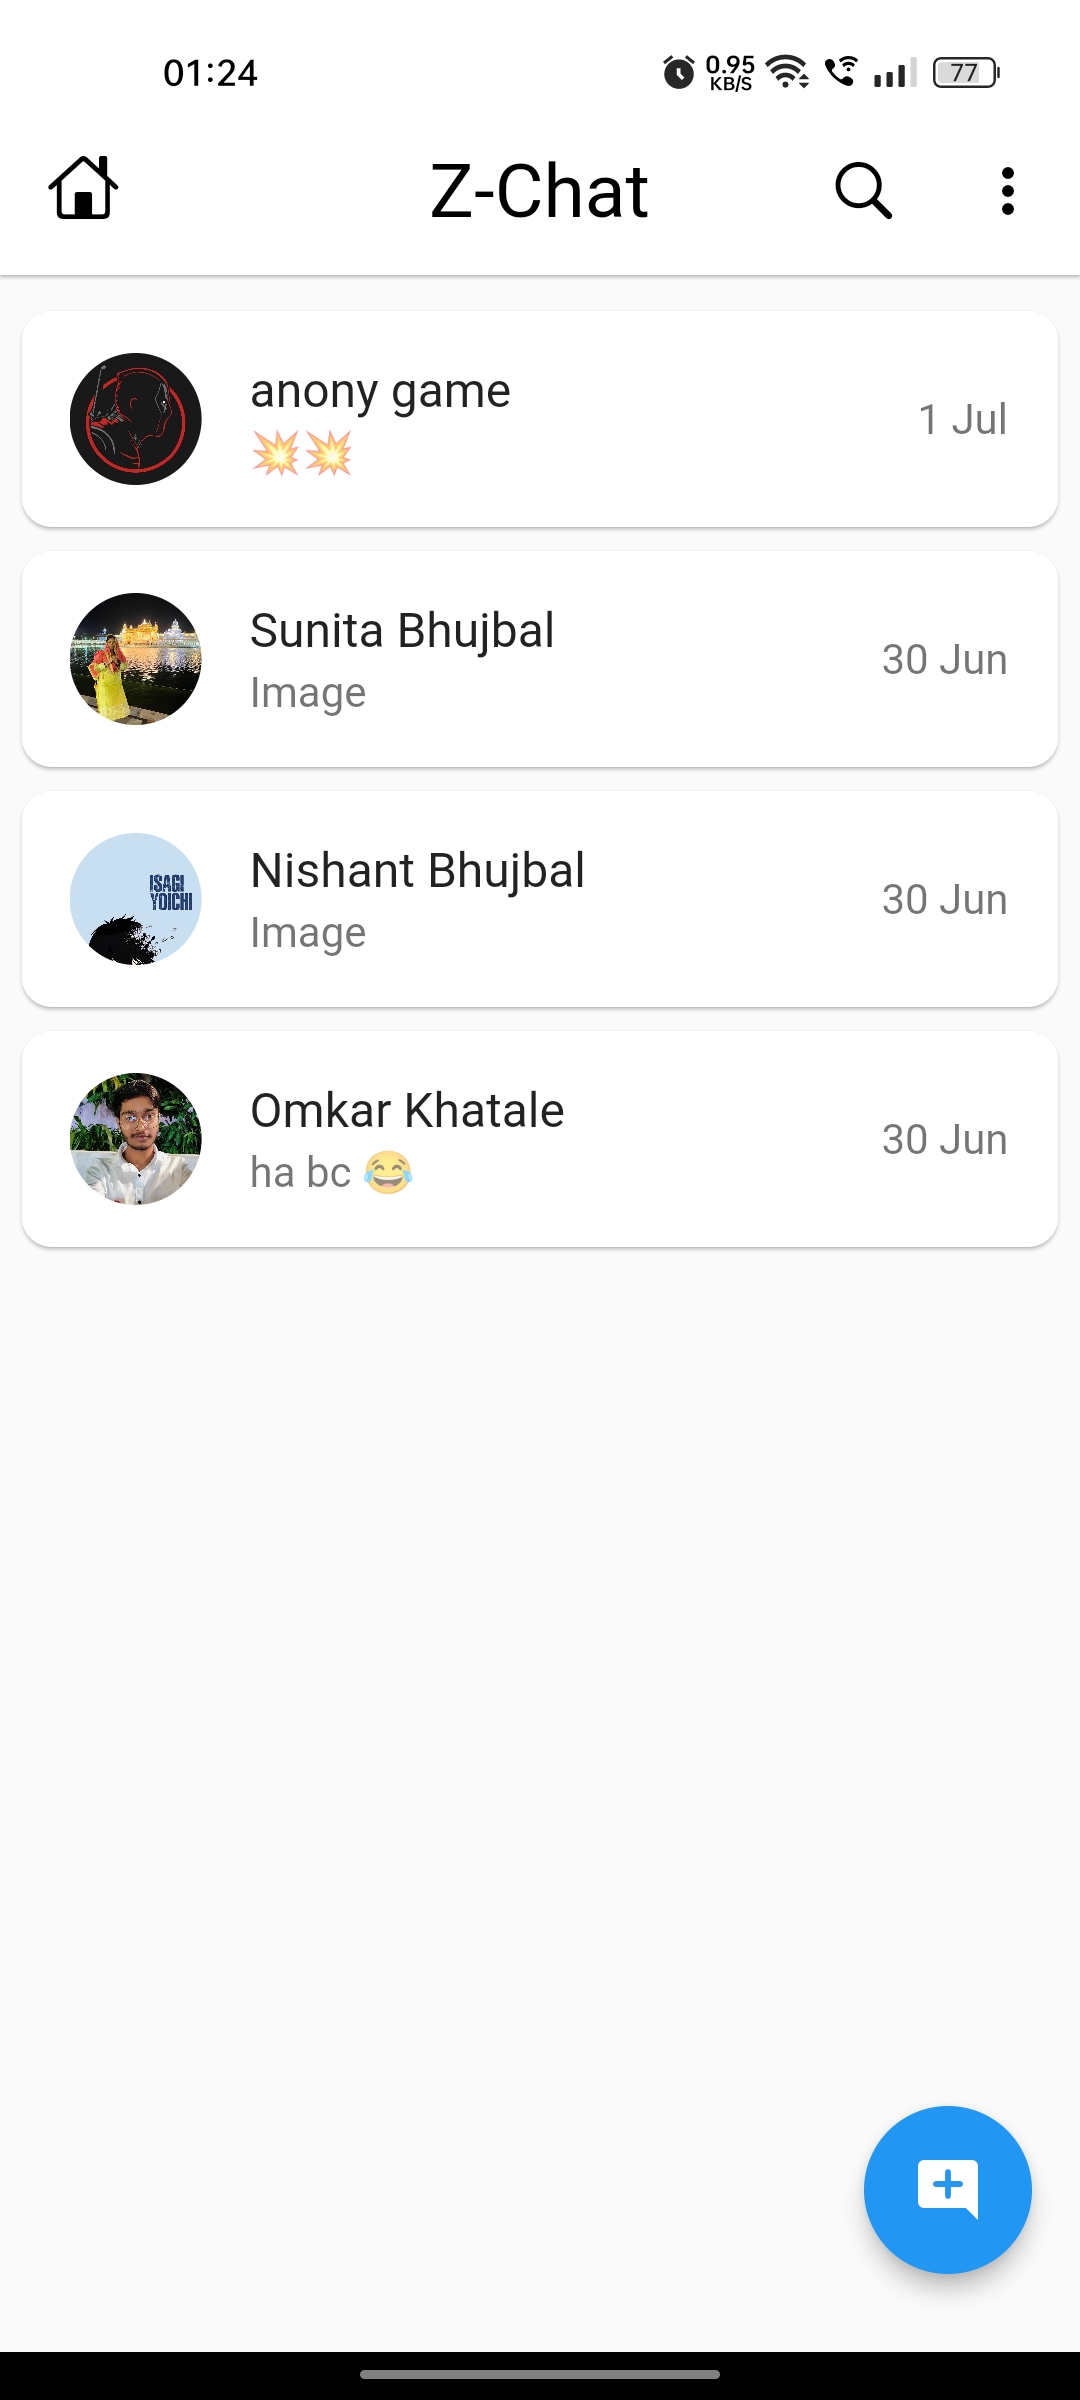 01:24
0.95
KB/S
77
Z-Chat
anony game
💥💥
1 Jul
Sunita Bhujbal
Image
30 Jun
ISAGI
YOICHI
Nishant Bhujbal
Image
30 Jun
Omkar Khatale
ha bc 😂
30 Jun